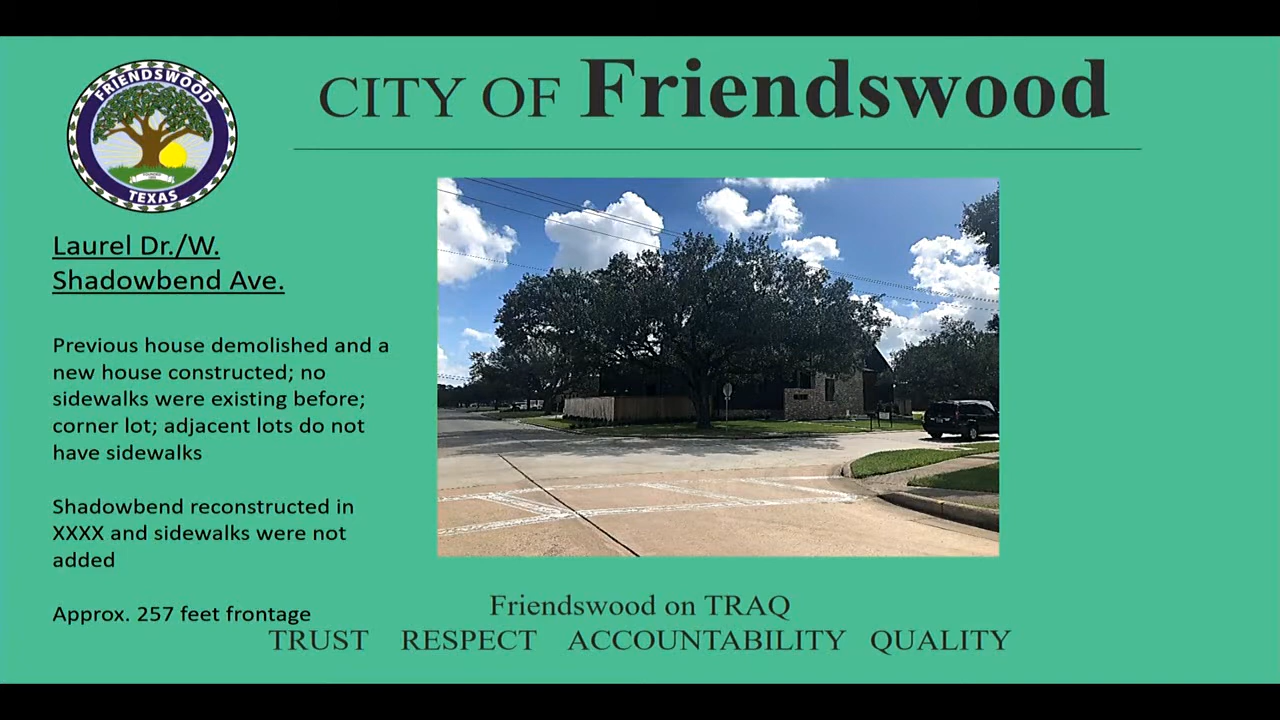 FRIENDSWOOD
TEXAS
CITY OF Friendswood
Laurel Dr./W.
Shadowbend Ave.
Previous house demolished and a
new house constructed; no
sidewalks were existing before;
corner lot; adjacent lots do not
have sidewalks
Shadowbend reconstructed in
XXXX and sidewalks were not
added
Approx. 257 feet frontage
Friendswood on TRAQ
TRUST RESPECT ACCOUNTABILITY QUALITY